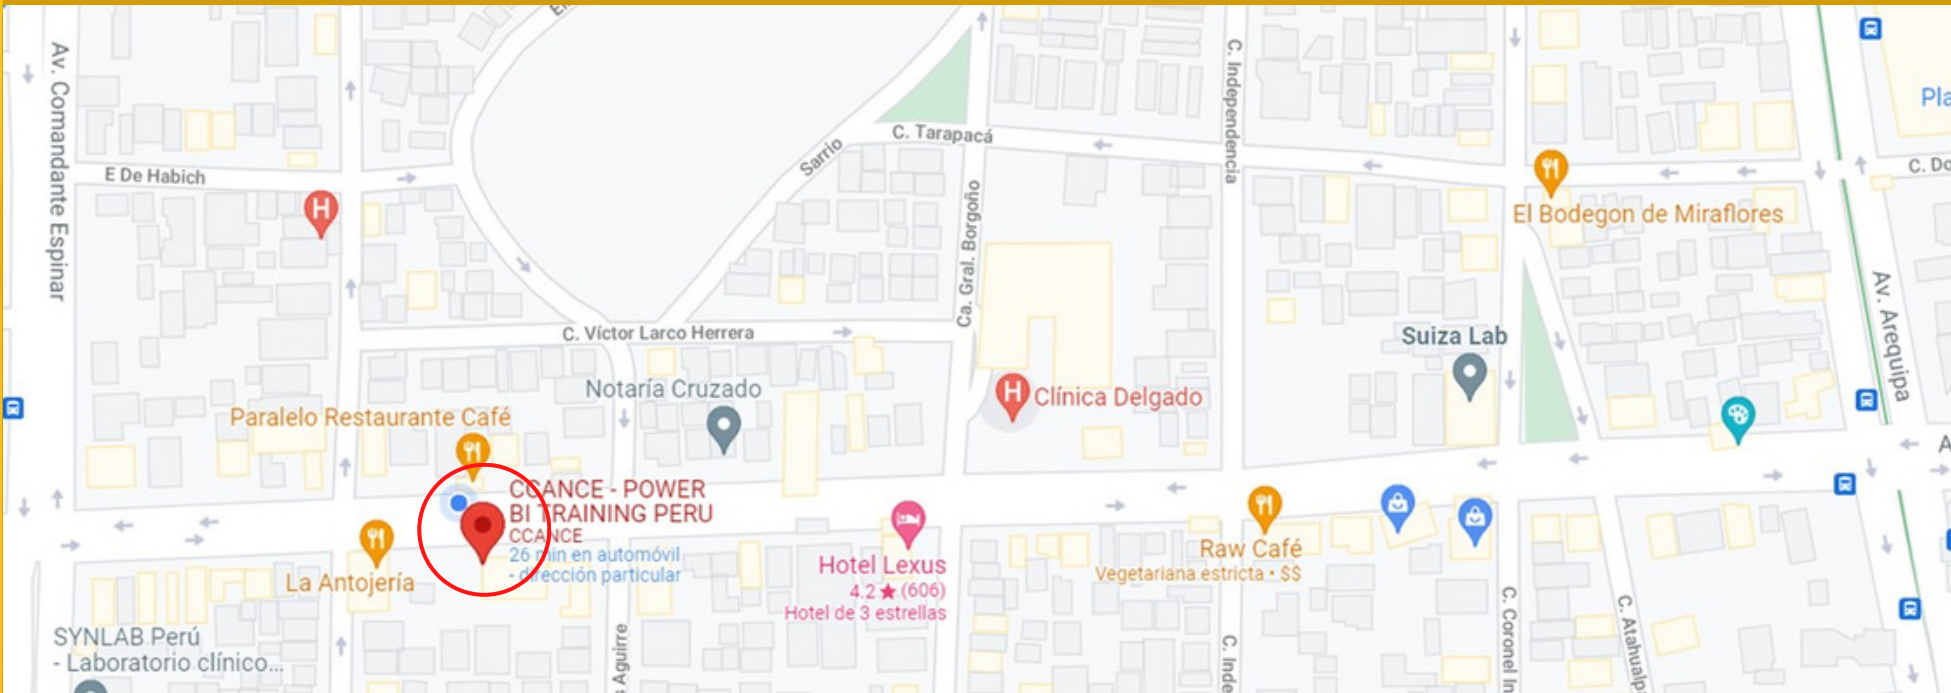 Av. Comandante Espinar
E De Habich
Sarrio
C. Tarapacá
C. Independencia
Pla
C. Do
El Bodegon de Miraflores
Ca. Gral. Borgoño
Av. Arequipa
C. Víctor Larco Herrera
Suiza Lab
Notaría Cruzado
Clínica Delgado
Paralelo Restaurante Café
A
CCANCE - POWER
BI TRAINING PERU
CCANCE
26 min en automóvil
- dirección particular
La Antojería
Hotel Lexus
4.2 ★ (606)
Hotel de 3 estrellas
Raw Café
Vegetariana estricta • $$
SYNLAB Perú
- Laboratorio clínico...
s Aguirre
C. Inde
C. Coronel In
C. Atahualp